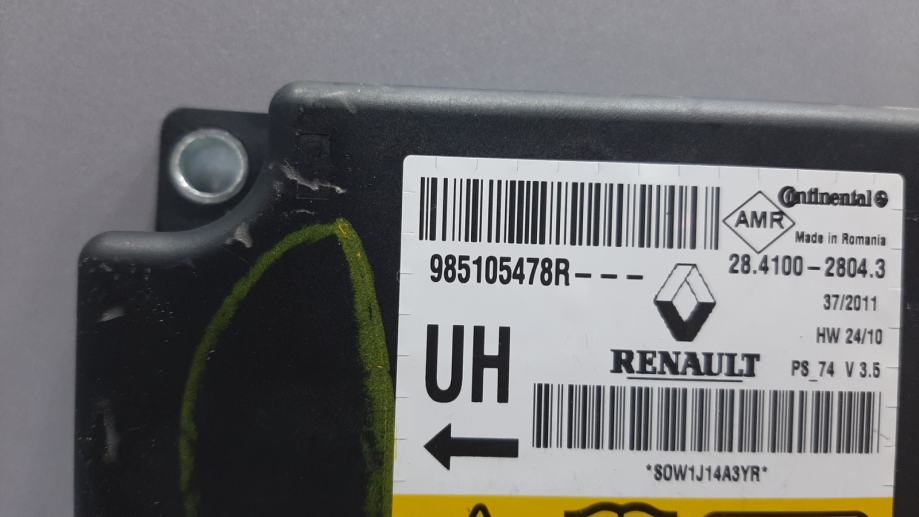 Continental
AMR
Made in Romania
985105478R---
28.4100-2804.3
37/2011
HW 24/10
UH
RENAULT
PS_74 V 3.5
*S0W1J14A3YR*